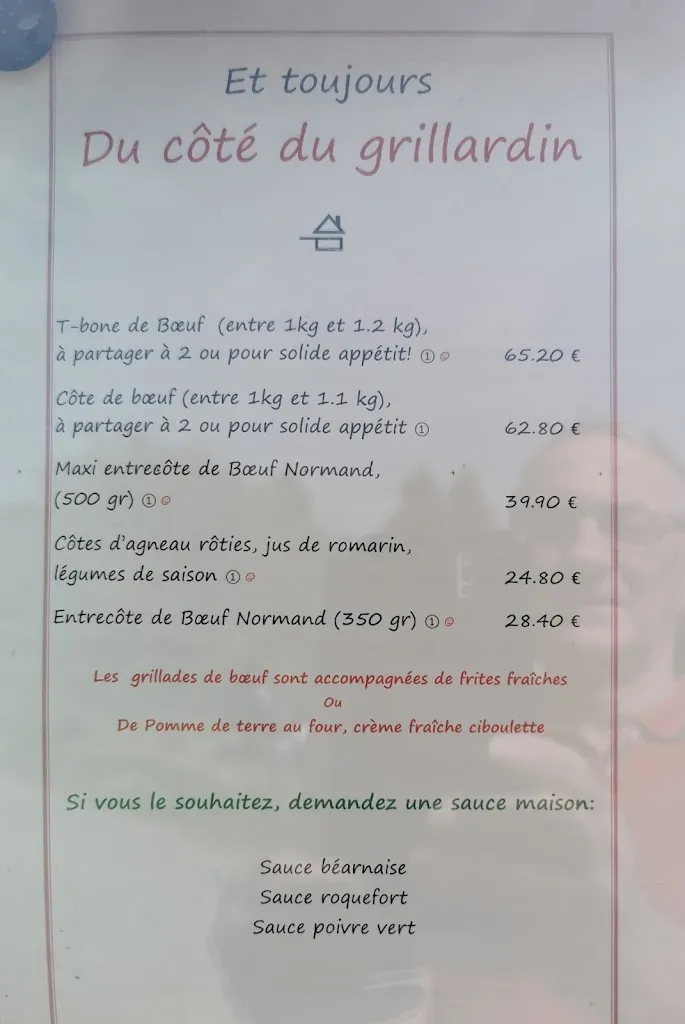 Et toujours
Du côté du grillardin
T-bone de Bœuf (entre 1kg et 1.2 kg),
à partager à 2 ou pour solide appétit! ① ☺ 65.20 €
Côte de bœuf (entre 1kg et 1.1 kg),
à partager à 2 ou pour solide appétit ① 62.80 €
Maxi entrecôte de Bœuf Normand,
(500 gr) ① ☺ 39.90 €
Côtes d'agneau rôties, jus de romarin,
légumes de saison ① ☺ 24.80 €
Entrecôte de Bœuf Normand (350 gr) ① ☺ 28.40 €
Les grillades de bœuf sont accompagnées de frites fraîches
Ou
De Pomme de terre au four, crème fraîche ciboulette
Si vous le souhaitez, demandez une sauce maison:
Sauce béarnaise
Sauce roquefort
Sauce poivre vert